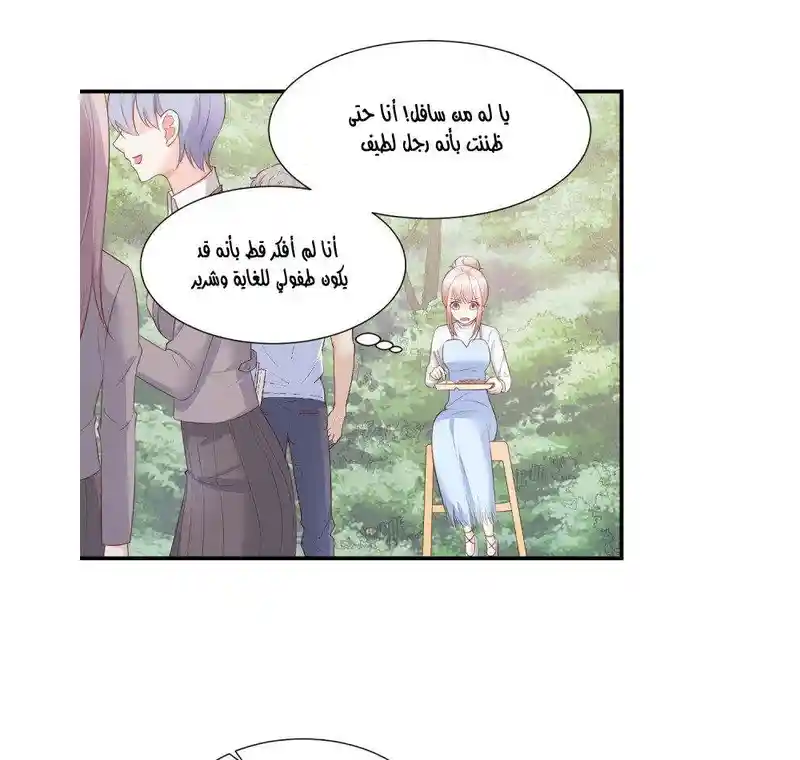 يا له من سافل! أنا حتى
ظننت بأنه رجل لطيف
أنا لم أفكر قط بأنه قد
يكون طفولي للغاية وشرير